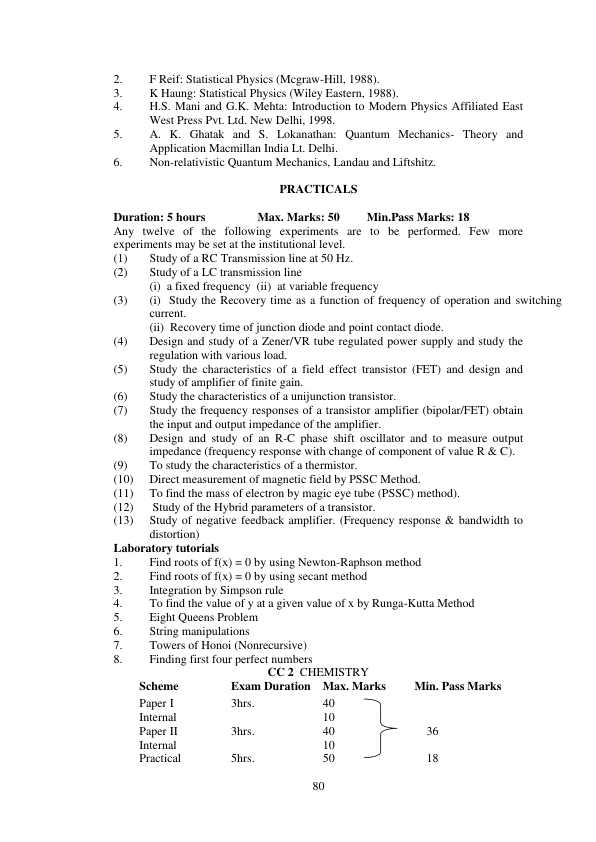 2. F Reif: Statistical Physics (Mcgraw-Hill, 1988).
3. K Haung: Statistical Physics (Wiley Eastern, 1988).
4. H.S. Mani and G.K. Mehta: Introduction to Modern Physics Affiliated East
West Press Pvt. Ltd. New Delhi, 1998.
5. A. K. Ghatak and S. Lokanathan: Quantum Mechanics- Theory and
Application Macmillan India Lt. Delhi.
6. Non-relativistic Quantum Mechanics, Landau and Liftshitz.
PRACTICALS
Duration: 5 hours Max. Marks: 50 Min.Pass Marks: 18
Any twelve of the following experiments are to be performed. Few more
experiments may be set at the institutional level.
(1) Study of a RC Transmission line at 50 Hz.
(2) Study of a LC transmission line
(i) a fixed frequency (ii) at variable frequency
(3) (i) Study the Recovery time as a function of frequency of operation and switching
current.
(ii) Recovery time of junction diode and point contact diode.
(4) Design and study of a Zener/VR tube regulated power supply and study the
regulation with various load.
(5) Study the characteristics of a field effect transistor (FET) and design and
study of amplifier of finite gain.
(6) Study the characteristics of a unijunction transistor.
(7) Study the frequency responses of a transistor amplifier (bipolar/FET) obtain
the input and output impedance of the amplifier.
(8) Design and study of an R-C phase shift oscillator and to measure output
impedance (frequency response with change of component of value R & C).
(9) To study the characteristics of a thermistor.
(10) Direct measurement of magnetic field by PSSC Method.
(11) To find the mass of electron by magic eye tube (PSSC) method).
(12) Study of the Hybrid parameters of a transistor.
(13) Study of negative feedback amplifier. (Frequency response & bandwidth to
distortion)
Laboratory tutorials
1. Find roots of f(x) = 0 by using Newton-Raphson method
2. Find roots of f(x) = 0 by using secant method
3. Integration by Simpson rule
4. To find the value of y at a given value of x by Runga-Kutta Method
5. Eight Queens Problem
6. String manipulations
7. Towers of Honoi (Nonrecursive)
8. Finding first four perfect numbers
CC 2 CHEMISTRY
Scheme Exam Duration Max. Marks Min. Pass Marks
Paper I 3hrs. 40
Internal 10
Paper II 3hrs. 40 36
Internal 10
Practical 5hrs. 50 18
80